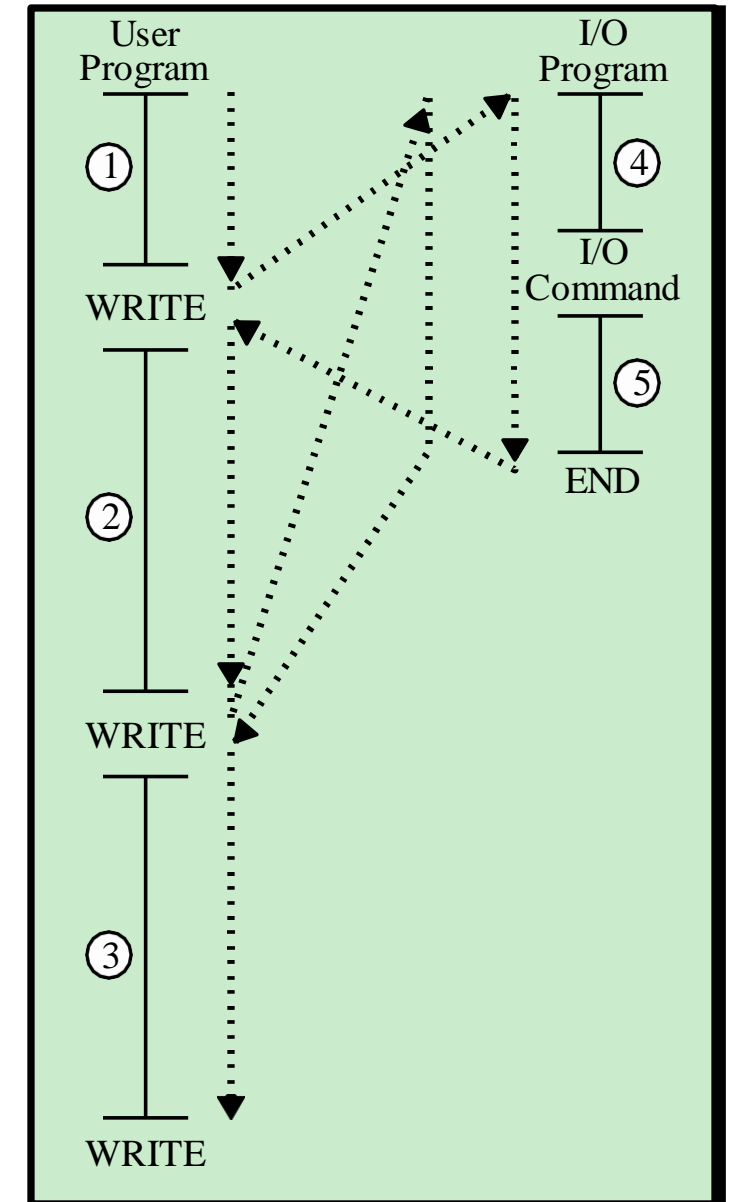 User
Program
1
WRITE
2
WRITE
3
WRITE
I/O
Program
4
I/O
Command
5
END